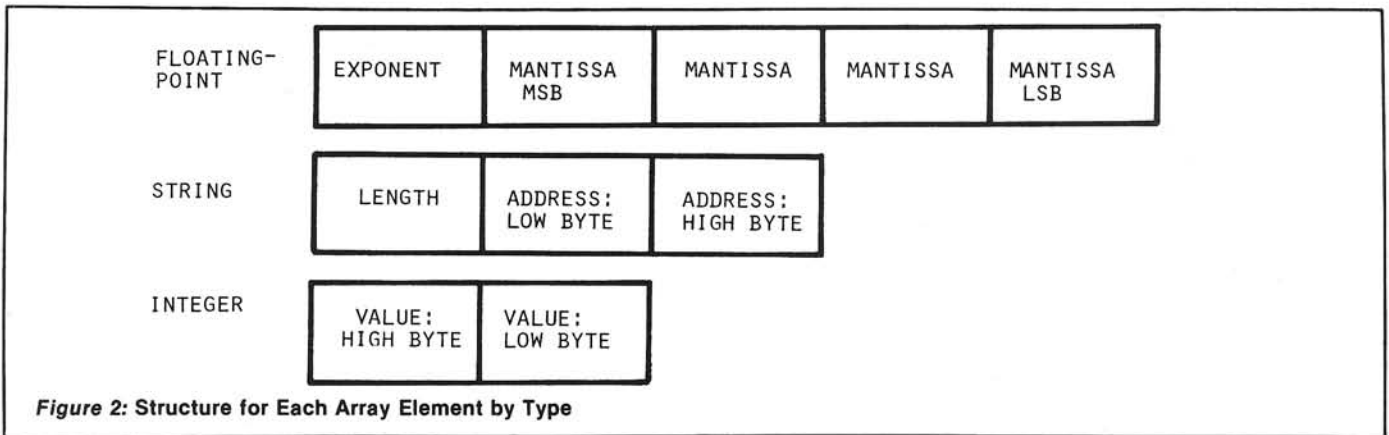 FLOATING-
POINT
EXPONENT
MANTISSA
MSB
MANTISSA
MANTISSA
MANTISSA
LSB
STRING
LENGTH
ADDRESS:
LOW BYTE
ADDRESS:
HIGH BYTE
INTEGER
VALUE:
HIGH BYTE
VALUE:
LOW BYTE
Figure 2: Structure for Each Array Element by Type